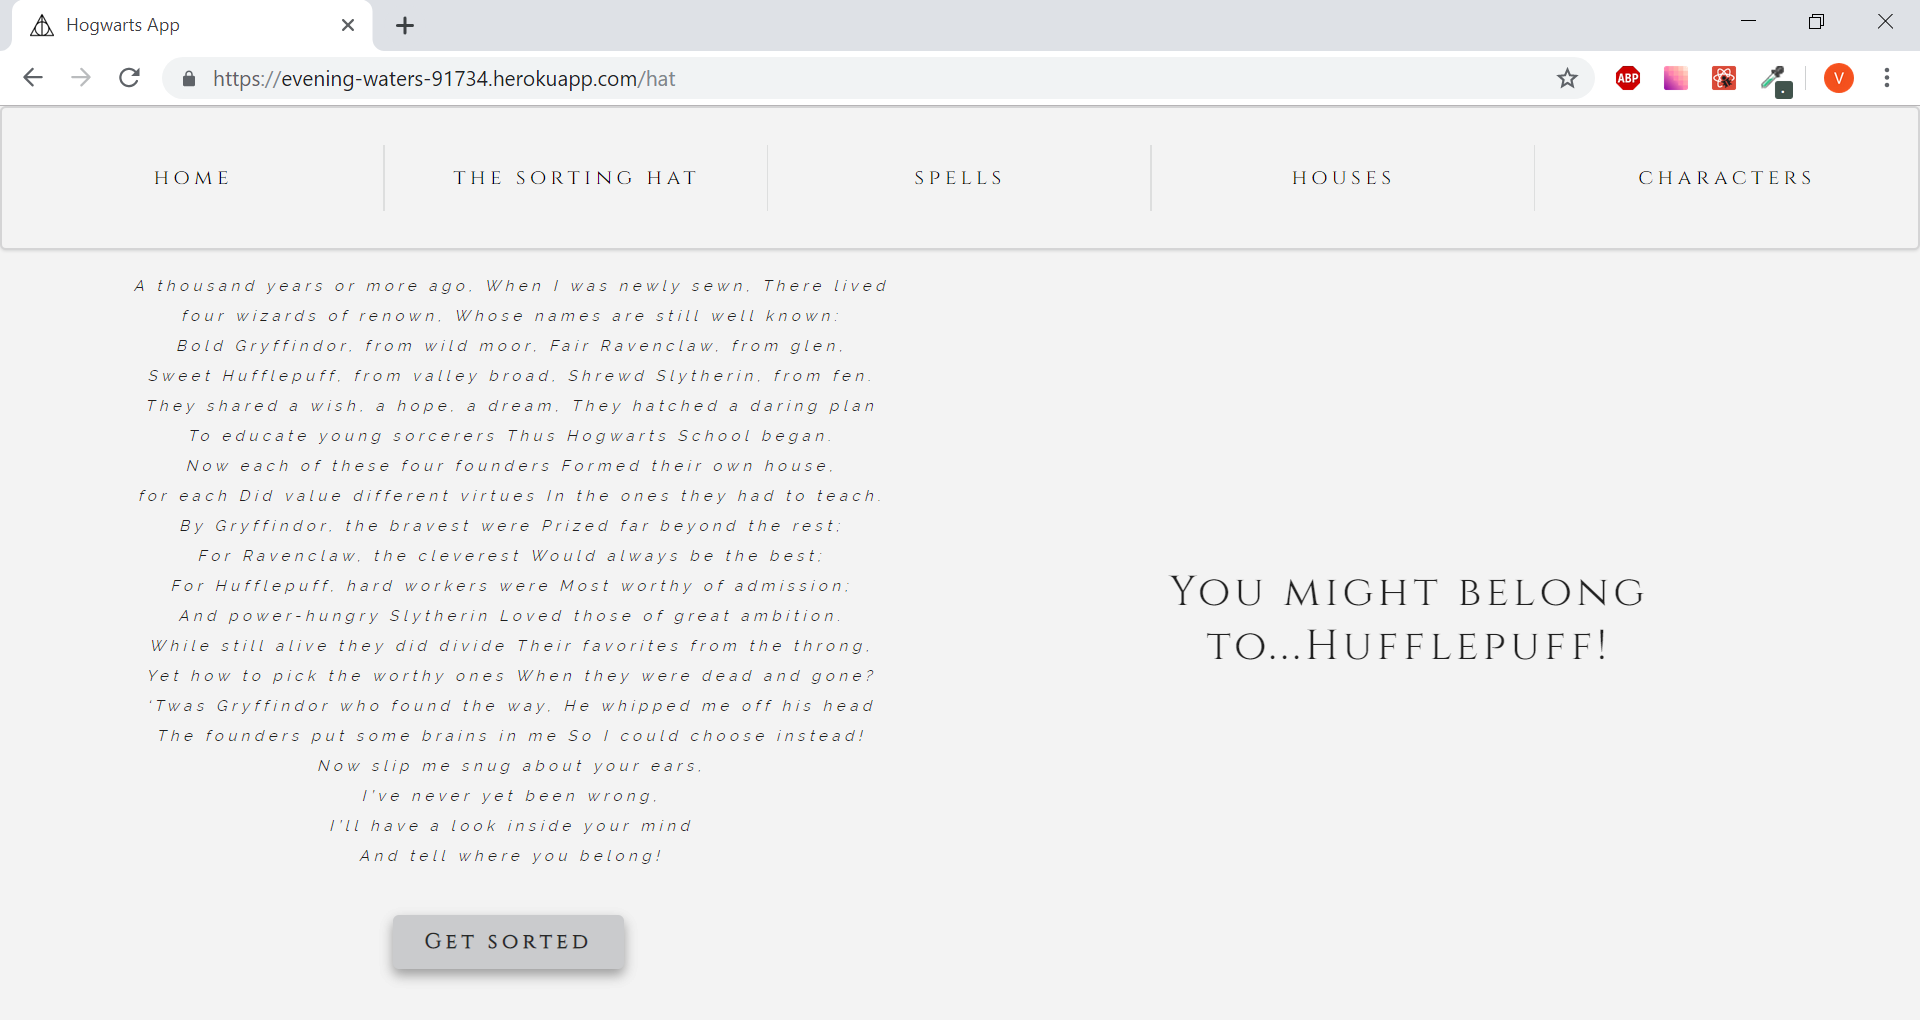 Hogwarts App
https://evening-waters-91734.herokuapp.com/hat
ABP
V
HOME
THE SORTING HAT
SPELLS
HOUSES
CHARACTERS
A thousand years or more ago, When I was newly sewn, There lived
four wizards of renown, Whose names are still well known:
Bold Gryffindor, from wild moor, Fair Ravenclaw, from glen,
Sweet Hufflepuff, from valley broad, Shrewd Slytherin, from fen.
They shared a wish, a hope, a dream, They hatched a daring plan
To educate young sorcerers Thus Hogwarts School began.
Now each of these four founders Formed their own house,
for each Did value different virtues In the ones they had to teach.
By Gryffindor, the bravest were Prized far beyond the rest;
For Ravenclaw, the cleverest Would always be the best;
For Hufflepuff, hard workers were Most worthy of admission;
And power-hungry Slytherin Loved those of great ambition.
While still alive they did divide Their favorites from the throng,
Yet how to pick the worthy ones When they were dead and gone?
'Twas Gryffindor who found the way, He whipped me off his head
The founders put some brains in me So I could choose instead!
Now slip me snug about your ears,
I've never yet been wrong,
I'll have a look inside your mind
And tell where you belong!
Get sorted
You might belong
to...Hufflepuff!